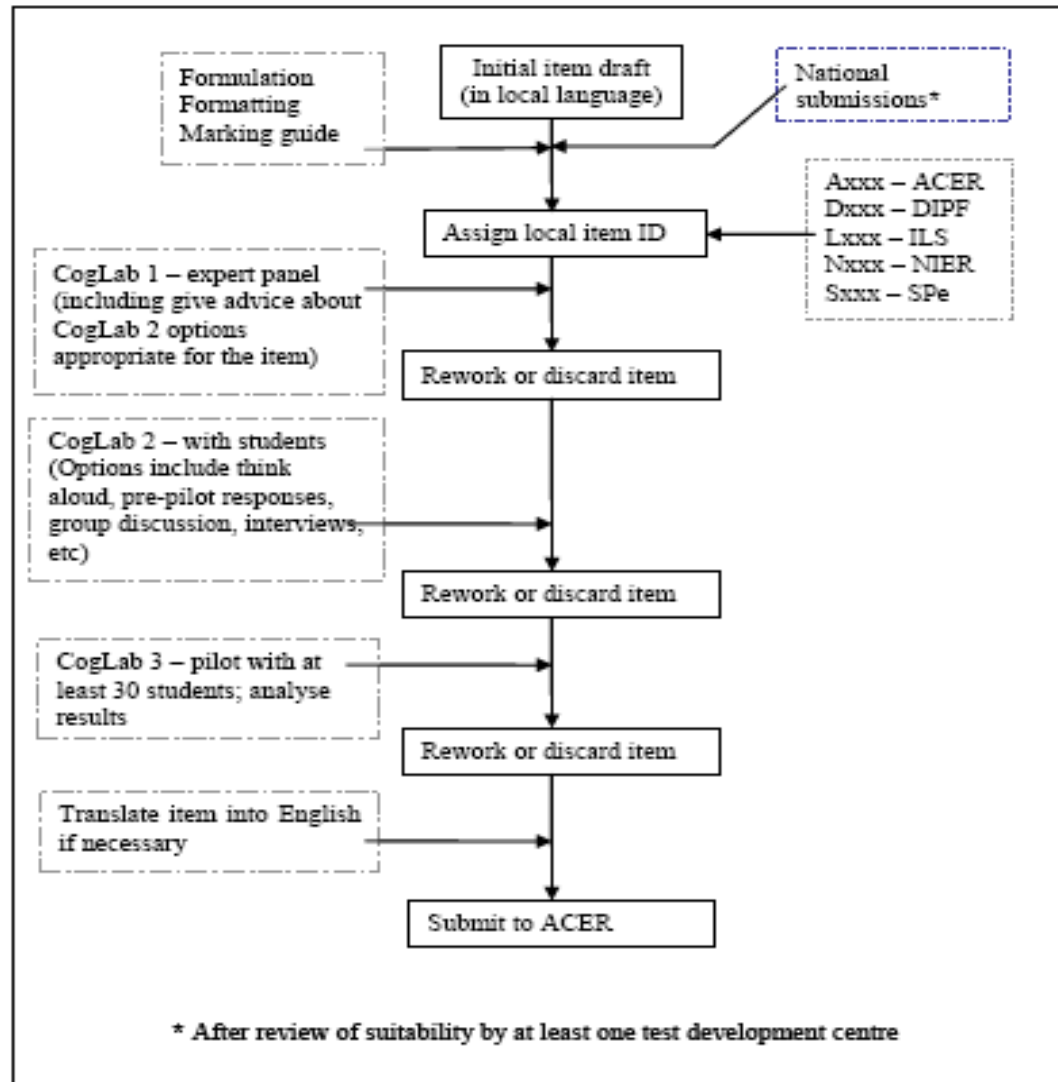 Initial item draft
(in local language)
Formulation
Formatting
Marking guide
National
submissions*
Axxx – ACER
Dxxx – DIPF
Lxxx – ILS
Nxxx – NIER
Sxxx – SPe
Assign local item ID
CogLab 1 – expert panel
(including give advice about
CogLab 2 options
appropriate for the item)
Rework or discard item
CogLab 2 – with students
(Options include think
aloud, pre-pilot responses,
group discussion, interviews,
etc)
Rework or discard item
CogLab 3 – pilot with at
least 30 students; analyse
results
Rework or discard item
Translate item into English
if necessary
Submit to ACER
* After review of suitability by at least one test development centre